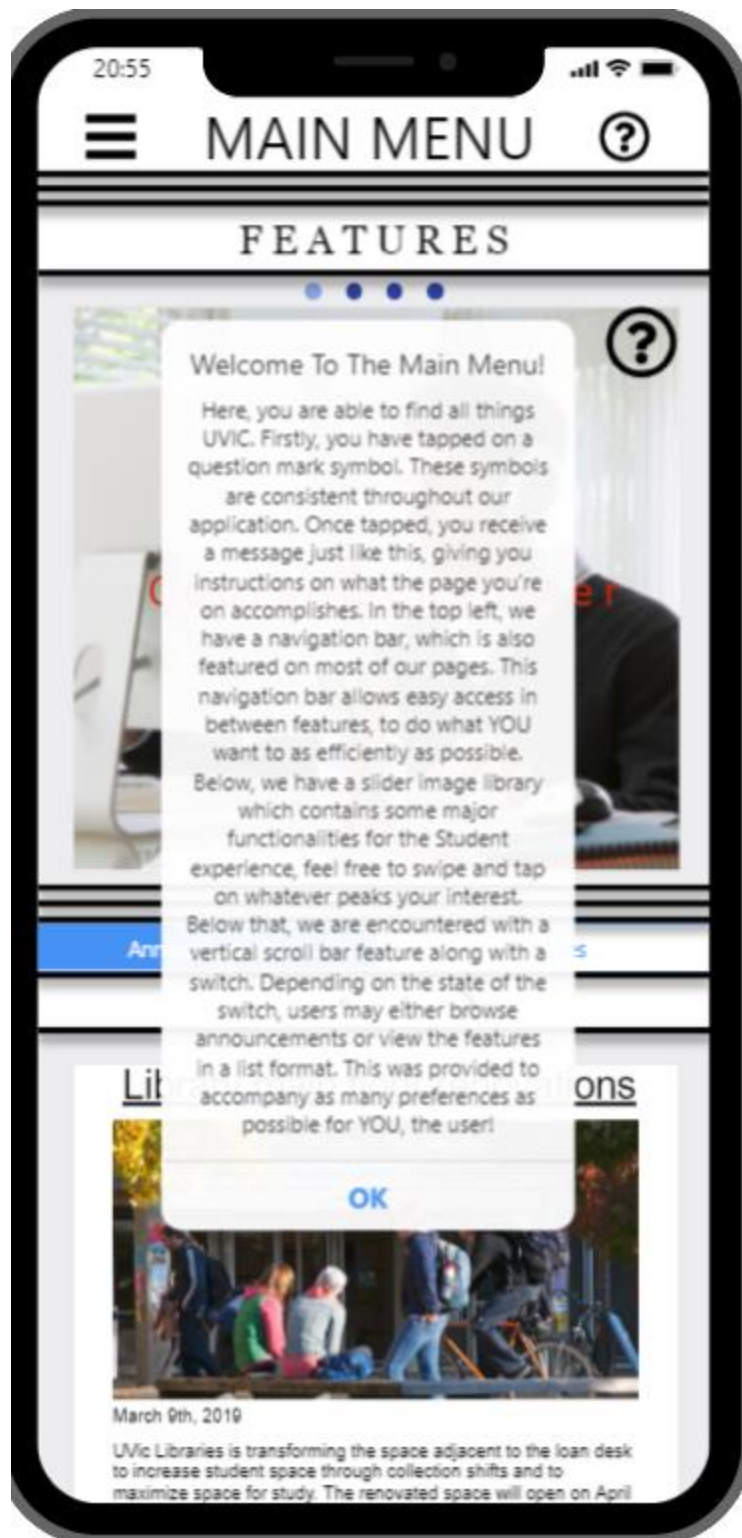 20:55
MAIN MENU
FEATURES
Welcome To The Main Menu!
Here, you are able to find all things
UVIC. Firstly, you have tapped on a
question mark symbol. These symbols
are consistent throughout our
application. Once tapped, you receive
a message just like this, giving you
instructions on what the page you're
on accomplishes. In the top left, we
have a navigation bar, which is also
featured on most of our pages. This
navigation bar allows easy access in
between features, to do what YOU
want to as efficiently as possible.
Below, we have a slider image library
which contains some major
functionalities for the Student
experience, feel free to swipe and tap
on whatever peaks your interest.
Below that, we are encountered with a
vertical scroll bar feature along with a
switch. Depending on the state of the
switch, users may either browse
announcements or view the features
in a list format. This was provided to
accompany as many preferences as
possible for YOU, the user!
OK
March 9th, 2019
UVic Libraries is transforming the space adjacent to the loan desk
to increase student space through collection shifts and to
maximize space for study. The renovated space will open on April